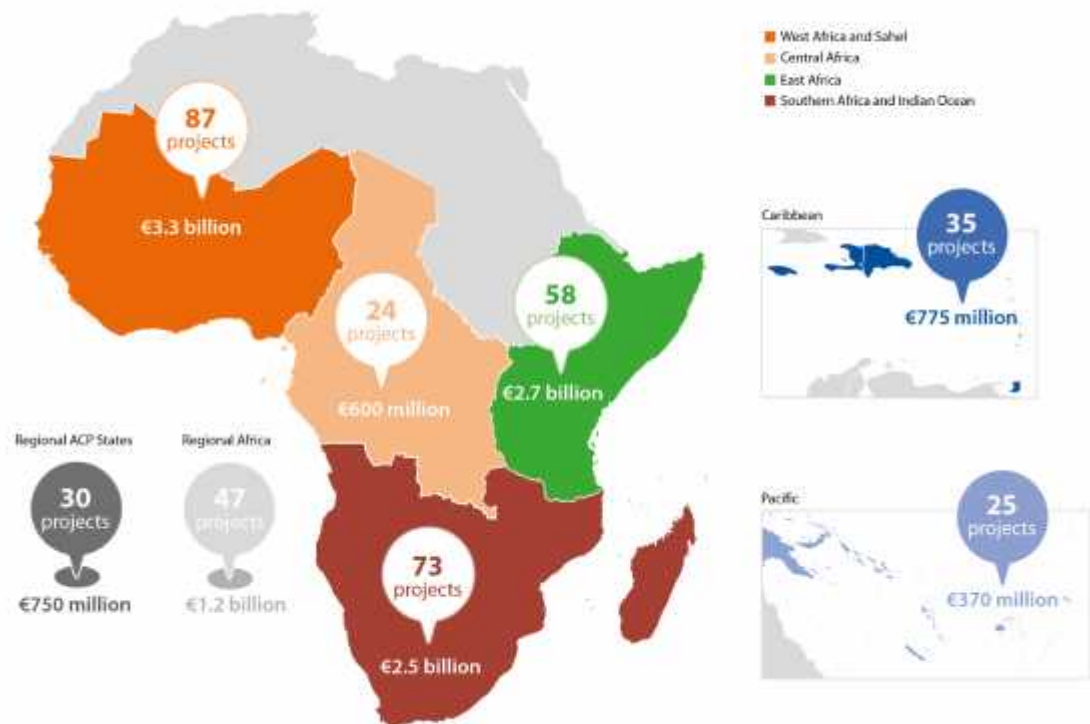 West Africa and Sahel
Central Africa
East Africa
Southern Africa and Indian Ocean
87
projects
€3.3 billion
24
projects
€600 million
58
projects
€2.7 billion
73
projects
€2.5 billion
Regional ACP States
30
projects
€750 million
Regional Africa
47
projects
€1.2 billion
Caribbean
35
projects
€775 million
Pacific
25
projects
€370 million